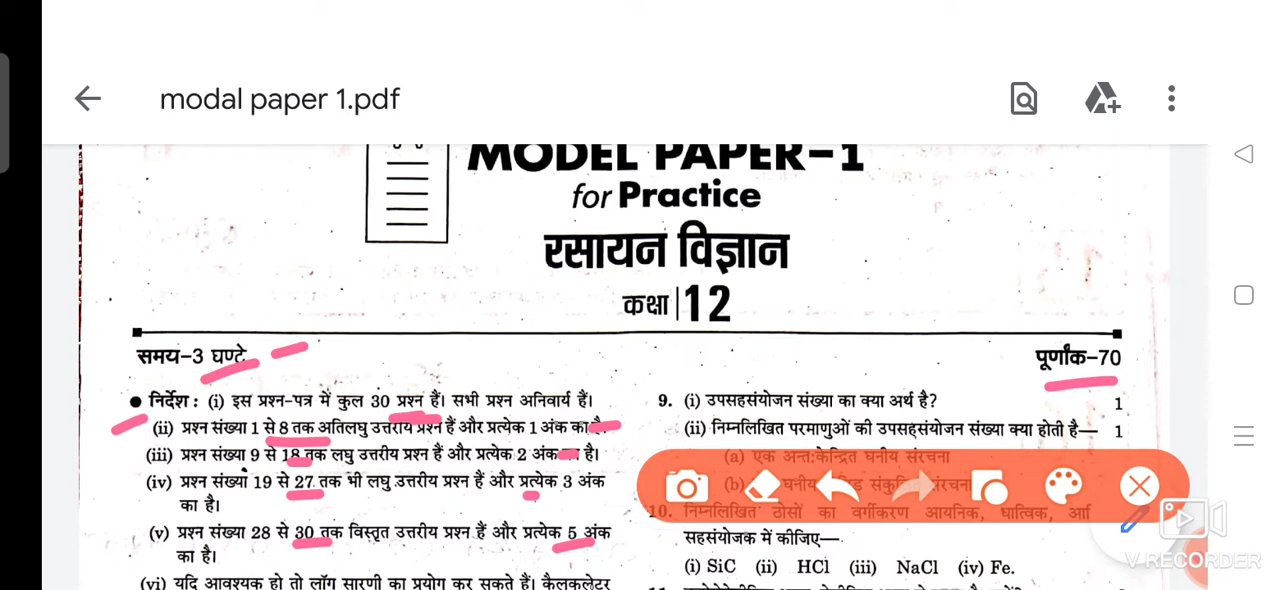 modal paper 1.pdf
MODEL PAPER-1
for Practice
रसायन विज्ञान
कक्षा 12
समय-3 घण्टे
पूर्णांक-70
● निर्देश : (i) इस प्रश्न-पत्र में कुल 30 प्रश्न हैं। सभी प्रश्न अनिवार्य हैं।
(ii) प्रश्न संख्या 1 से 8 तक अतिलघु उत्तरीय प्रश्न हैं और प्रत्येक 1 अंक का है।
(iii) प्रश्न संख्या 9 से 18 तक लघु उत्तरीय प्रश्न हैं और प्रत्येक 2 अंक का है।
(iv) प्रश्न संख्या 19 से 27 तक भी लघु उत्तरीय प्रश्न हैं और प्रत्येक 3 अंक
का है।
(v) प्रश्न संख्या 28 से 30 तक विस्तृत उत्तरीय प्रश्न हैं और प्रत्येक 5 अंक
का है।
(vi) यदि आवश्यक हो तो लॉग सारणी का प्रयोग कर सकते हैं। कैलकुलेटर
9. (i) उपसहसंयोजन संख्या का क्या अर्थ है? 1
(ii) निम्नलिखित परमाणुओं की उपसहसंयोजन संख्या क्या होती है— 1
(a) एक अन्त:केन्द्रित घनीय संरचना
(b) घनीय संकुलित संरचना
10. निम्नलिखित ठोसों का वर्गीकरण आयनिक, धात्विक,
सहसंयोजक में कीजिए—
(i) SiC (ii) HCl (iii) NaCl (iv) Fe.
V RECORDER